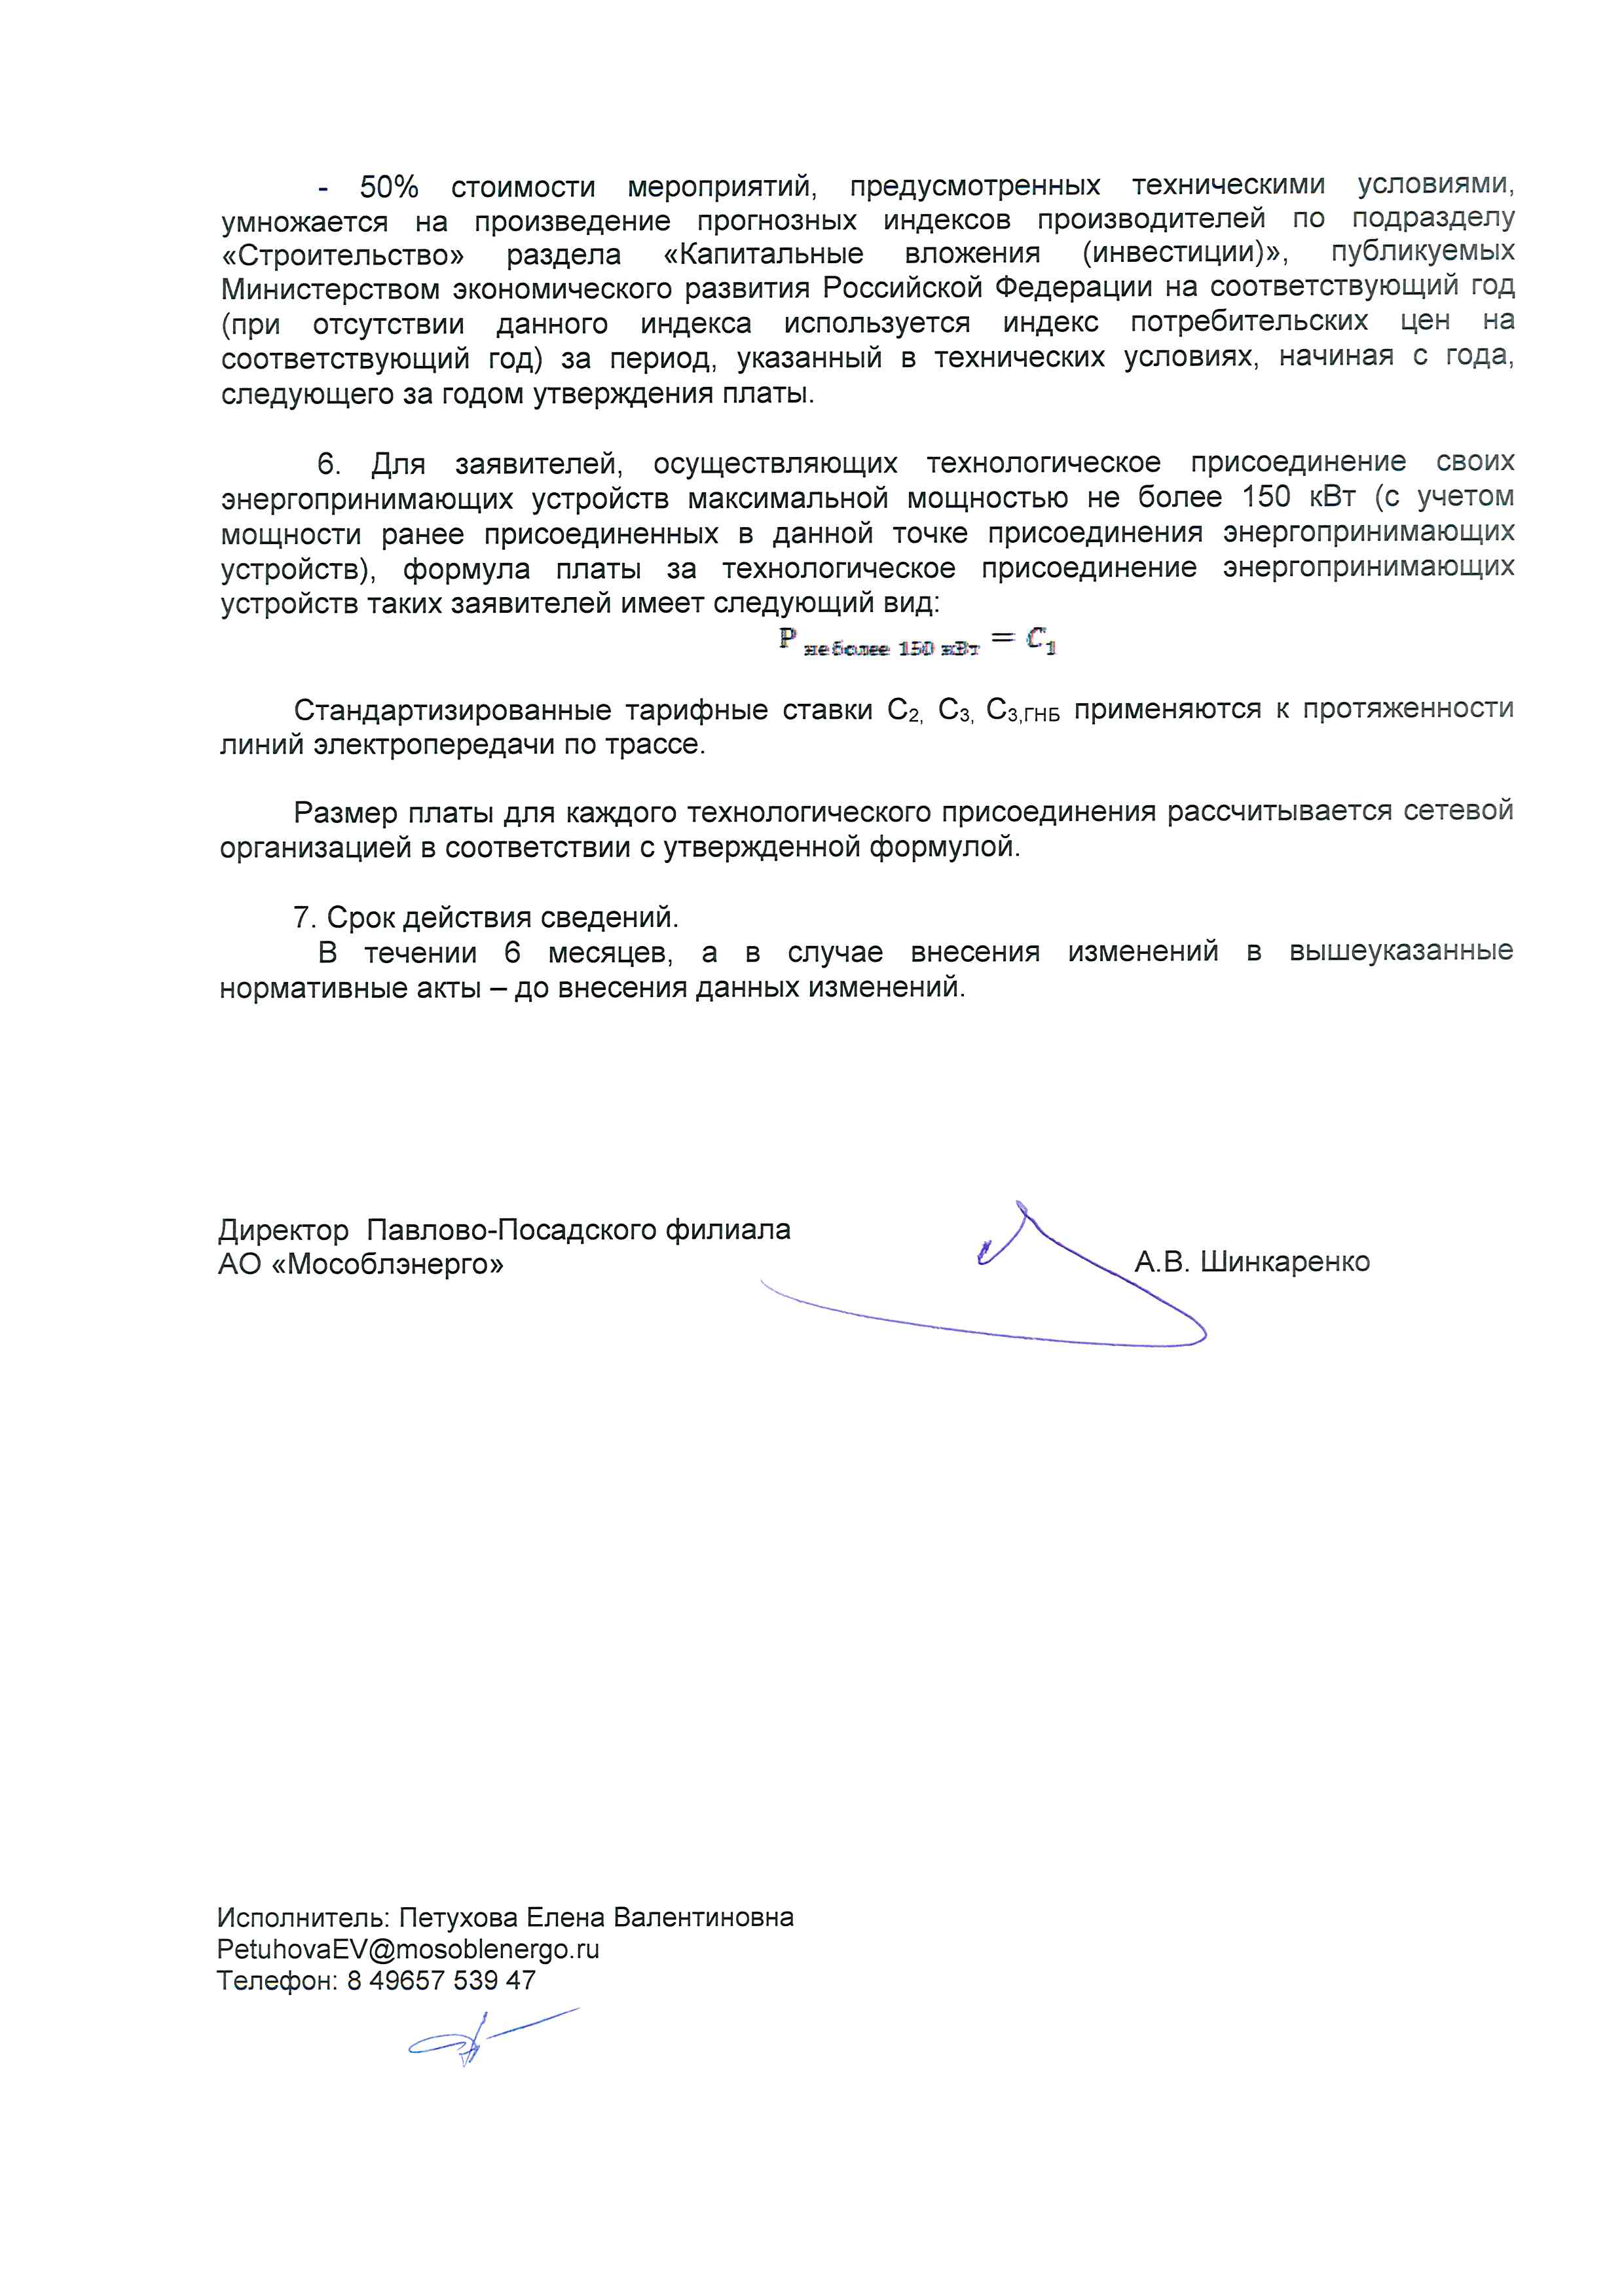 - 50% стоимости мероприятий, предусмотренных техническими условиями,
умножается на произведение прогнозных индексов производителей по подразделу
«Строительство» раздела «Капитальные вложения (инвестиции)», публикуемых
Министерством экономического развития Российской Федерации на соответствующий год
(при отсутствии данного индекса используется индекс потребительских цен на
соответствующий год) за период, указанный в технических условиях, начиная с года,
следующего за годом утверждения платы.
6. Для заявителей, осуществляющих технологическое присоединение своих
энергопринимающих устройств максимальной мощностью не более 150 кВт (с учетом
мощности ранее присоединенных в данной точке присоединения энергопринимающих
устройств), формула платы за технологическое присоединение энергопринимающих
устройств таких заявителей имеет следующий вид:
P не более 150 кВт = C1
Стандартизированные тарифные ставки С2, С3, С3,ГНБ применяются к протяженности
линий электропередачи по трассе.
Размер платы для каждого технологического присоединения рассчитывается сетевой
организацией в соответствии с утвержденной формулой.
7. Срок действия сведений.
В течении 6 месяцев, а в случае внесения изменений в вышеуказанные
нормативные акты – до внесения данных изменений.
Директор Павлово-Посадского филиала
АО «Мособлэнерго»
А.В. Шинкаренко
Исполнитель: Петухова Елена Валентиновна
PetuhovaEV@mosoblenergo.ru
Телефон: 8 49657 539 47